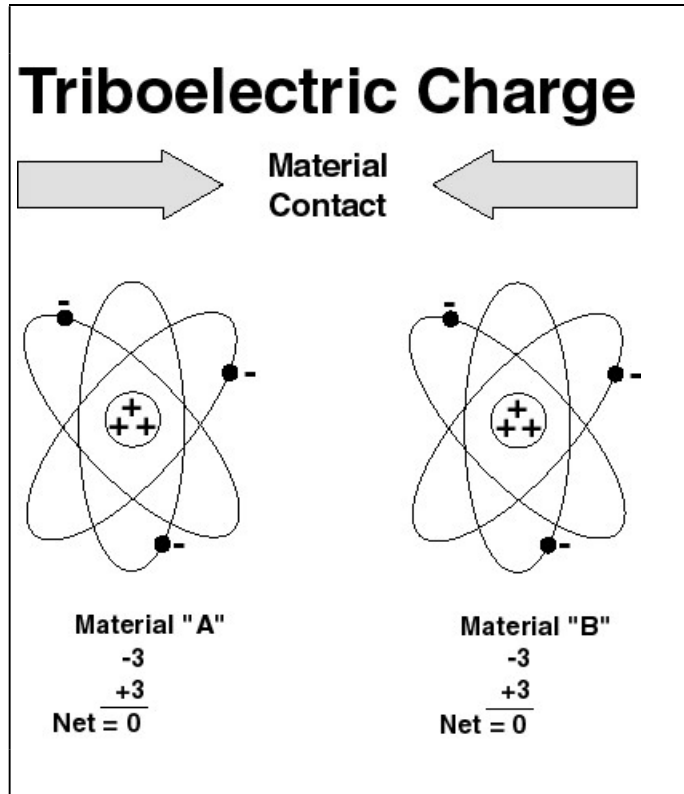 Triboelectric Charge
Material
Contact
-
-
+
+ +
-
-
-
+
+ +
-
Material "A"
-3
+3
Net = 0
Material "B"
-3
+3
Net = 0